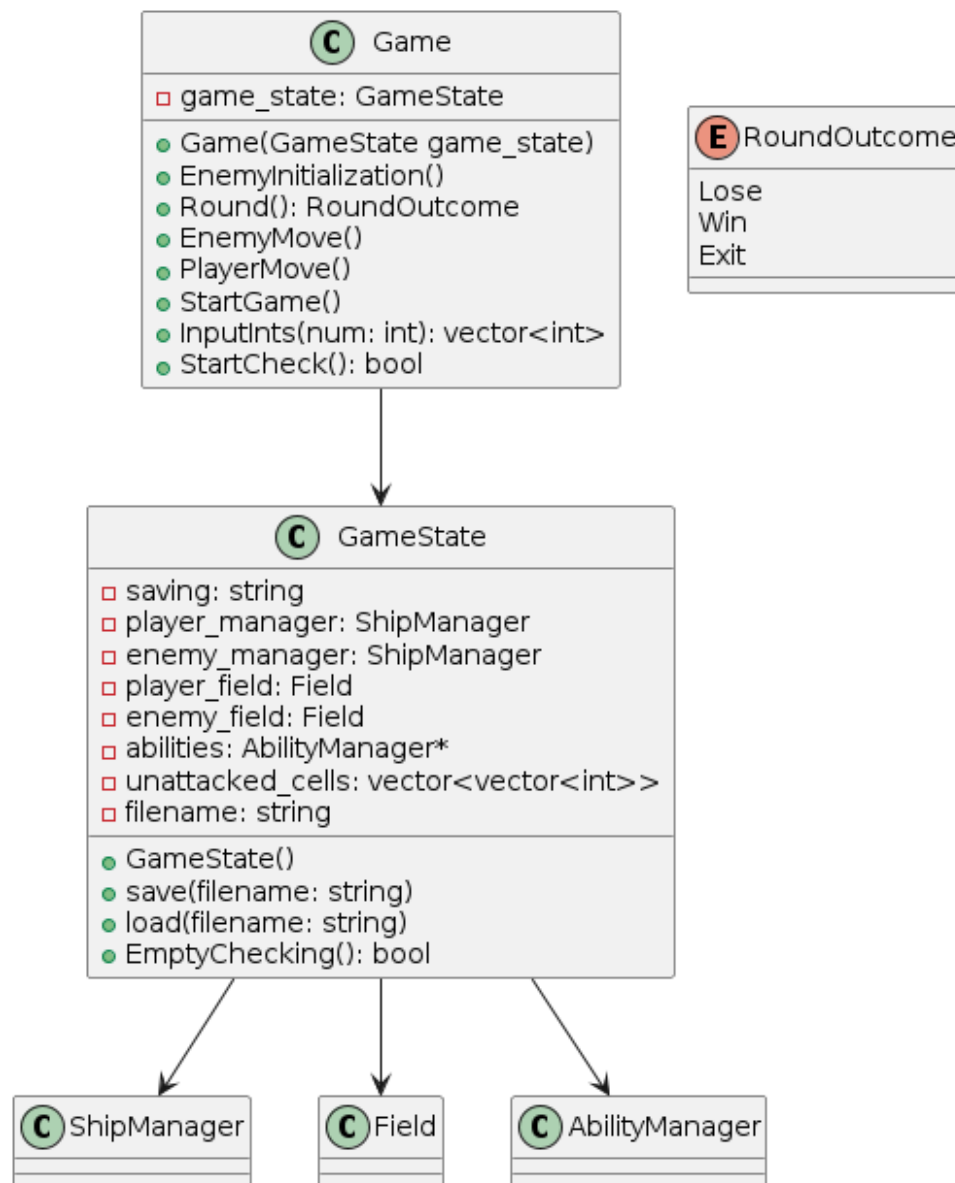 C Game
game_state: GameState
Game(GameState game_state)
EnemyInitialization()
Round(): RoundOutcome
EnemyMove()
PlayerMove()
StartGame()
InputInts(num: int): vector<int>
StartCheck(): bool
E RoundOutcome
Lose
Win
Exit
C GameState
saving: string
player_manager: ShipManager
enemy_manager: ShipManager
player_field: Field
enemy_field: Field
abilities: AbilityManager*
unattacked_cells: vector<vector<int>>
filename: string
GameState()
save(filename: string)
load(filename: string)
EmptyChecking(): bool
C ShipManager
C Field
C AbilityManager